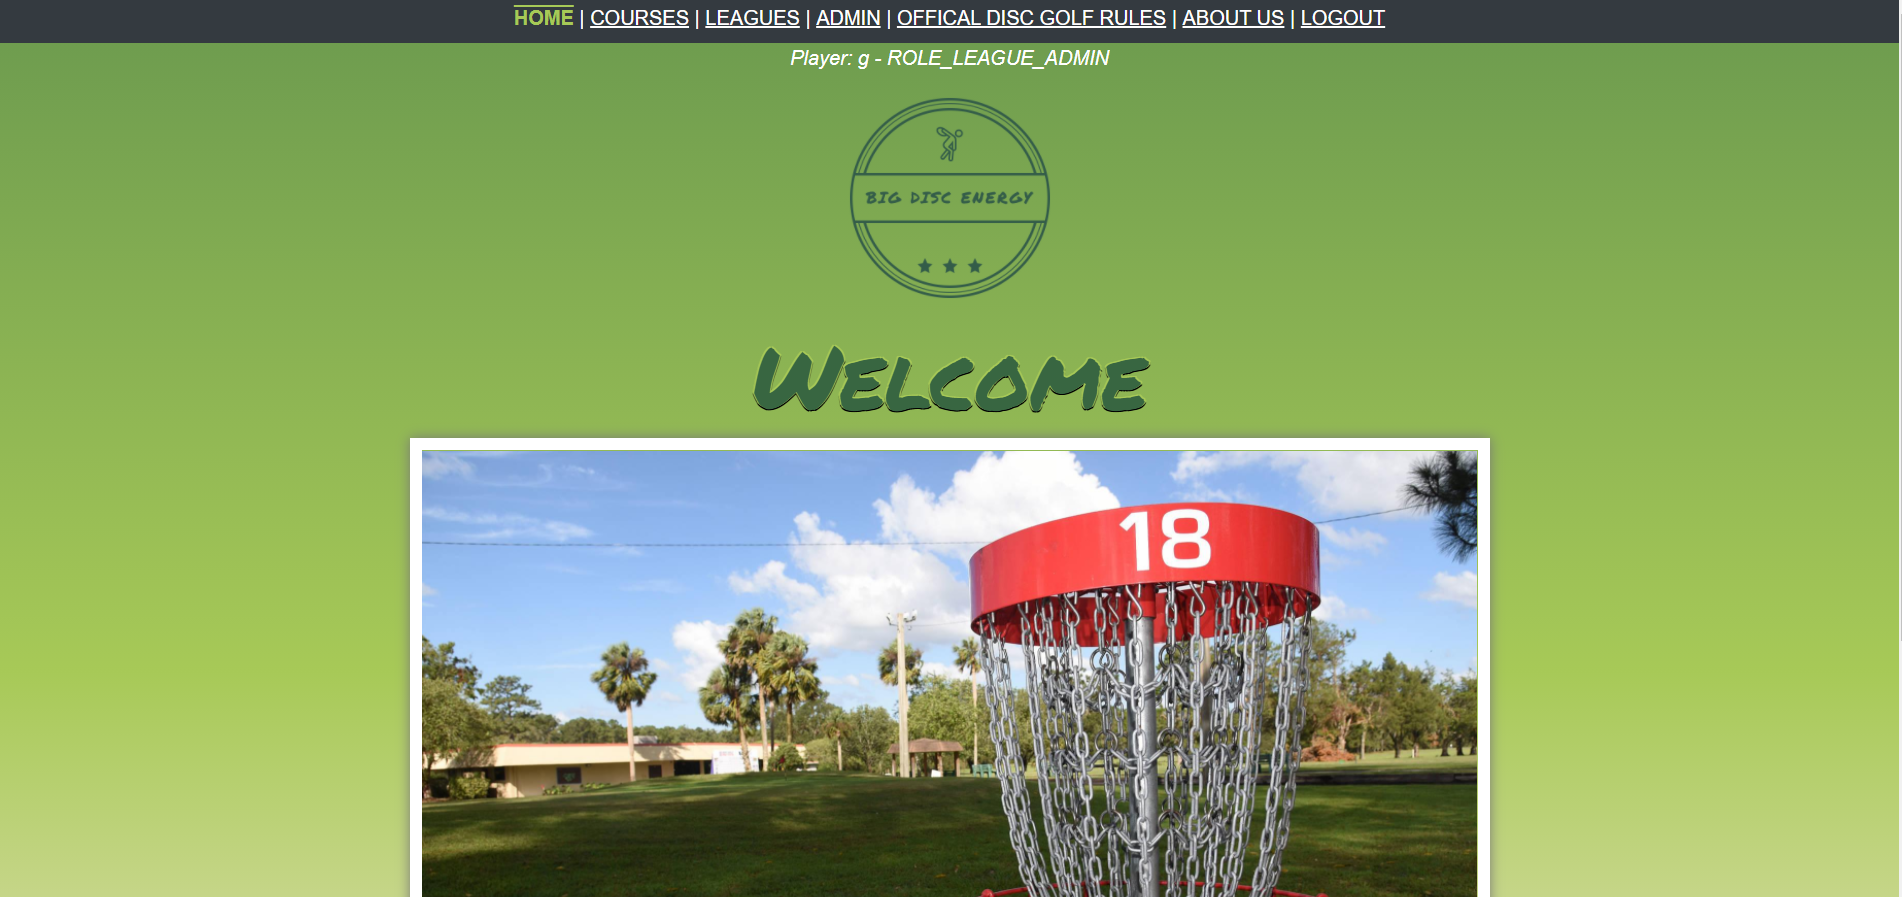 HOME | COURSES | LEAGUES | ADMIN | OFFICAL DISC GOLF RULES | ABOUT US | LOGOUT
Player: g - ROLE_LEAGUE_ADMIN
BIG DISC ENERGY
WELCOME
18